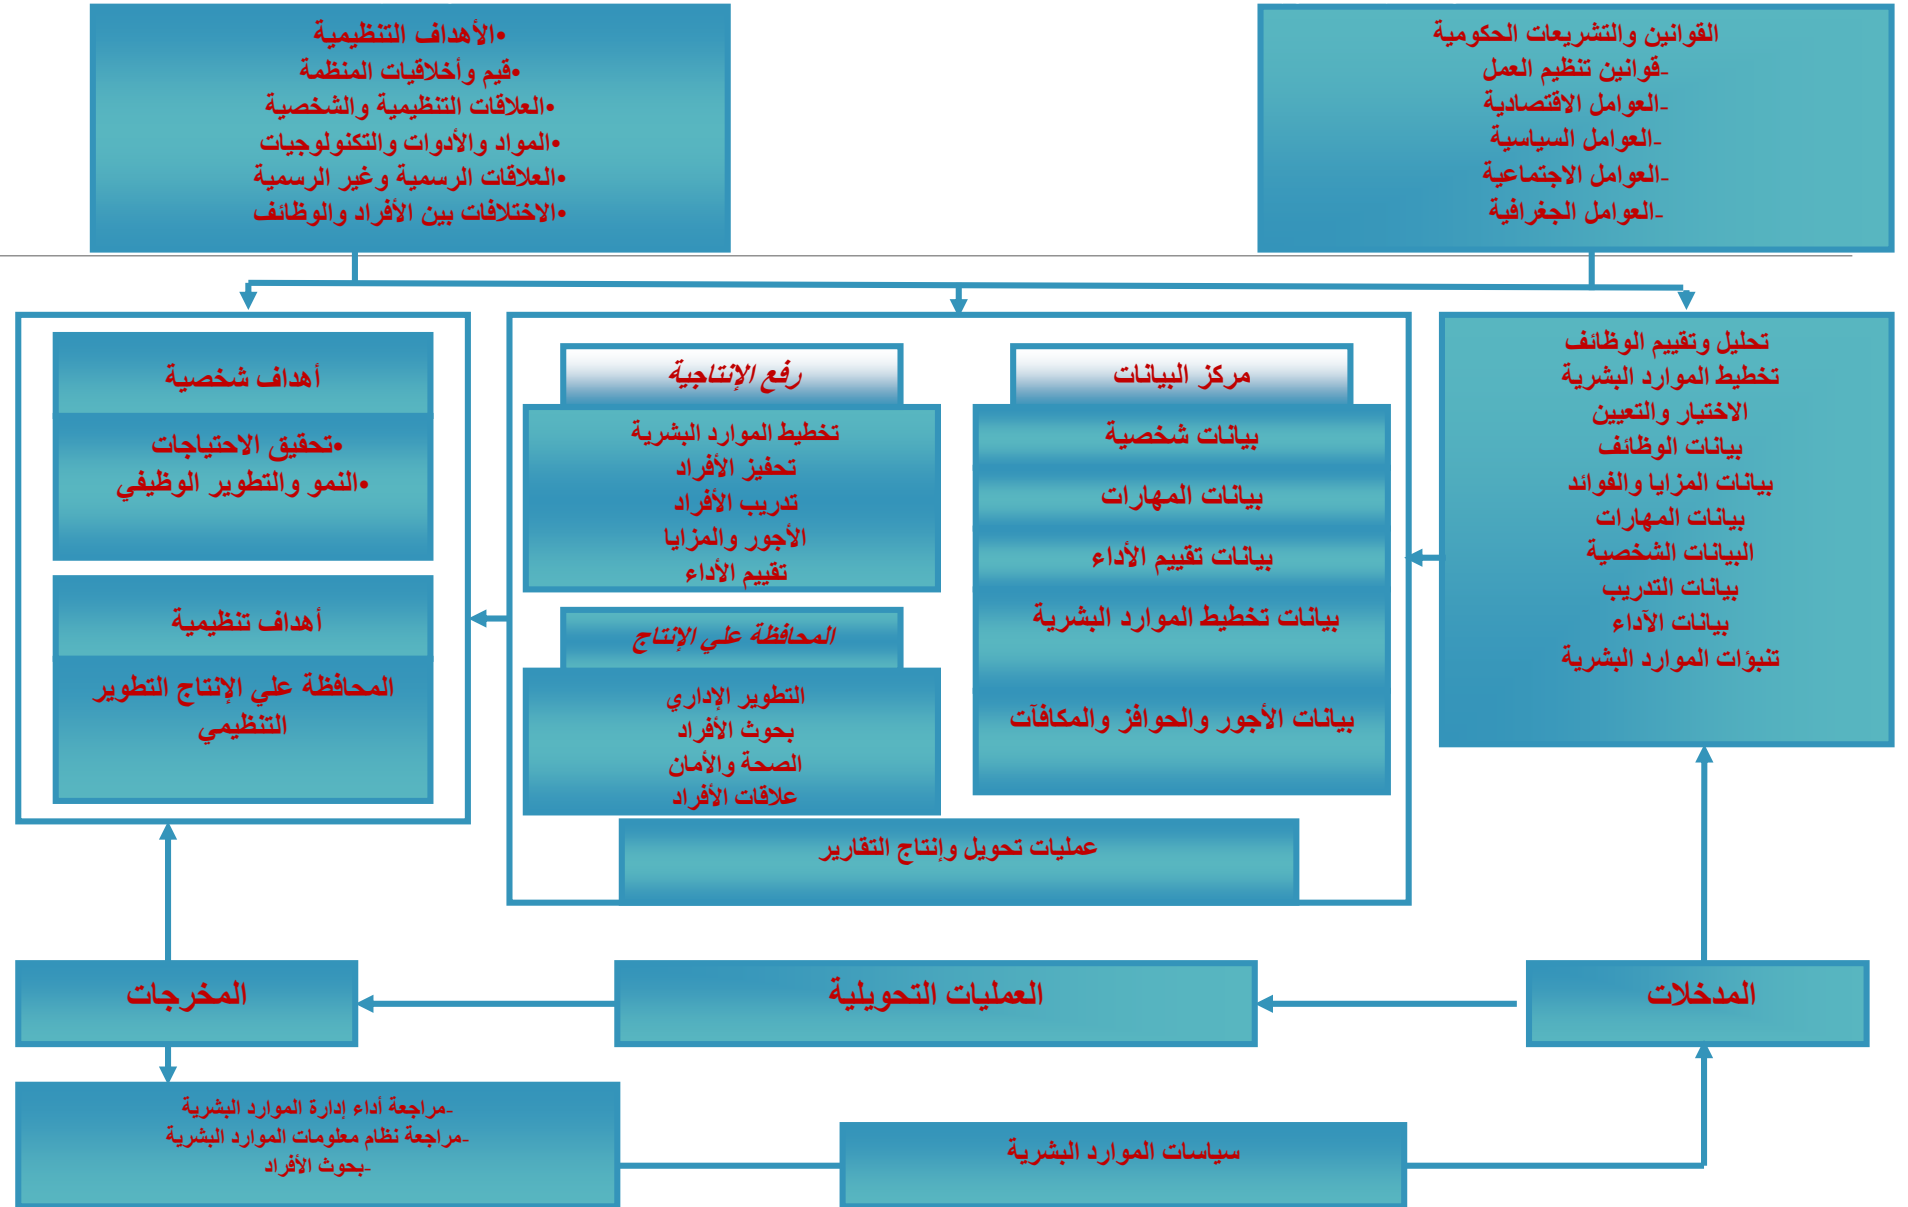 القوانين والتشريعات الحكومية
-قوانين تنظيم العمل
-العوامل الاقتصادية
-العوامل السياسية
-العوامل الاجتماعية
-العوامل الجغرافية
•الأهداف التنظيمية
•قيم وأخلاقيات المنظمة
•العلاقات التنظيمية والشخصية
•المواد والأدوات والتكنولوجيات
•العلاقات الرسمية وغير الرسمية
•الاختلافات بين الأفراد والوظائف
تحليل وتقييم الوظائف
تخطيط الموارد البشرية
الاختيار والتعيين
بيانات الوظائف
بيانات المزايا والفوائد
بيانات المهارات
البيانات الشخصية
بيانات التدريب
بيانات الآداء
تنبؤات الموارد البشرية
مركز البيانات
بيانات شخصية
بيانات المهارات
بيانات تقييم الأداء
بيانات تخطيط الموارد البشرية
بيانات الأجور والحوافز والمكافآت
رفع الإنتاجية
تخطيط الموارد البشرية
تحفيز الأفراد
تدريب الأفراد
الأجور والمزايا
تقييم الأداء
المحافظة علي الإنتاج
التطوير الإداري
بحوث الأفراد
الصحة والأمان
علاقات الأفراد
عمليات تحويل وإنتاج التقارير
أهداف شخصية
•تحقيق الاحتياجات
•النمو والتطوير الوظيفي
أهداف تنظيمية
المحافظة علي الإنتاج التطوير
التنظيمي
المدخلات
العمليات التحويلية
المخرجات
-مراجعة أداء إدارة الموارد البشرية
-مراجعة نظام معلومات الموارد البشرية
-بحوث الأفراد
سياسات الموارد البشرية